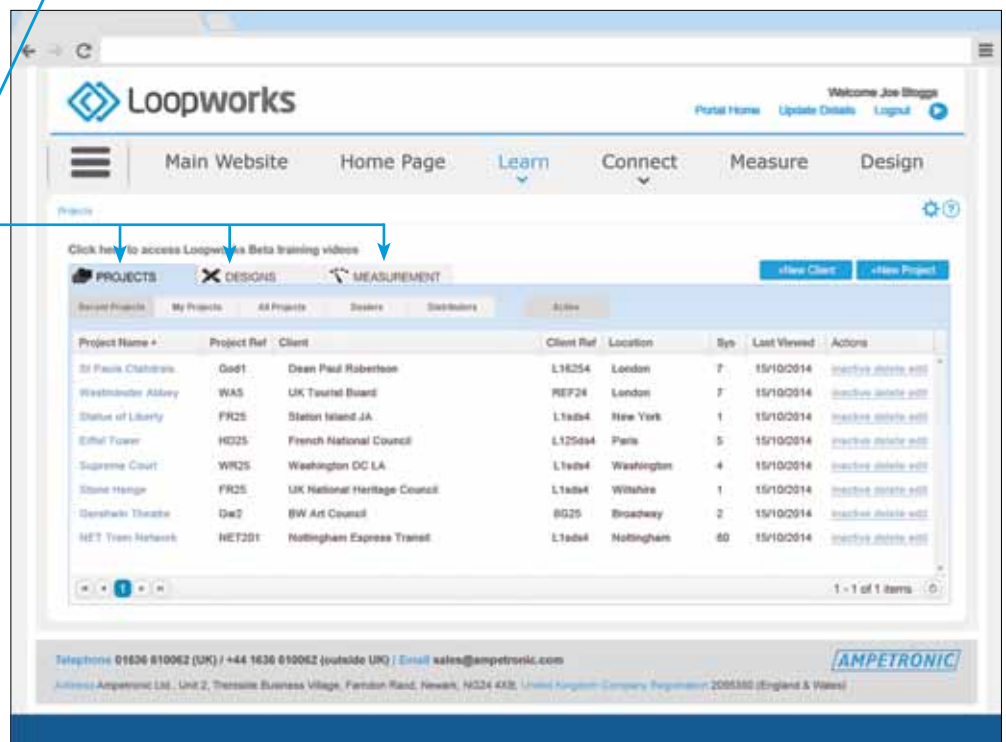 Loopworks
Welcome Joe Bloggs
Portal Home Update Details Logout
Main Website Home Page Learn Connect Measure Design
Projects
Click here to access Loopworks Beta training videos
PROJECTS DESIGNS MEASUREMENT +New Client +New Project
Recent Projects My Projects All Projects Dealers Distributors Active
Project Name Project Ref Client Client Ref Location Sys Last Viewed Actions
St Pauls God1 Dean Paul Robertson L16254 London 7 15/10/2014 inactive delete edit
Westminster Abbey WA5 UK Tourist Board REF24 London 7 15/10/2014 inactive delete edit
Statue of Liberty FR25 Staton Island JA L1sds4 New York 1 15/10/2014 inactive delete edit
Eiffel Tower HD25 French National Council L125ds4 Paris 5 15/10/2014 inactive delete edit
Supreme Court WR25 Washington DC LA L1sds4 Washington 4 15/10/2014 inactive delete edit
Stone Henge FR25 UK National Heritage Council L1sds4 Wiltshire 1 15/10/2014 inactive delete edit
Gershwin Theatre Gw2 BW Art Council 8G25 Broadway 2 15/10/2014 inactive delete edit
NET Tram Network NET201 Nottingham Express Transit L1sds4 Nottingham 60 15/10/2014 inactive delete edit
1 1 - 1 of 1 items
Telephone 01636 610062 (UK) / +44 1636 610062 (outside UK) | Email sales@ampetronic.com
AMPETRONIC
Address Ampetronic Ltd., Unit 2, Trentside Business Village, Farndon Road, Newark, NG24 4XB, United Kingdom Company Registration (England & Wales)